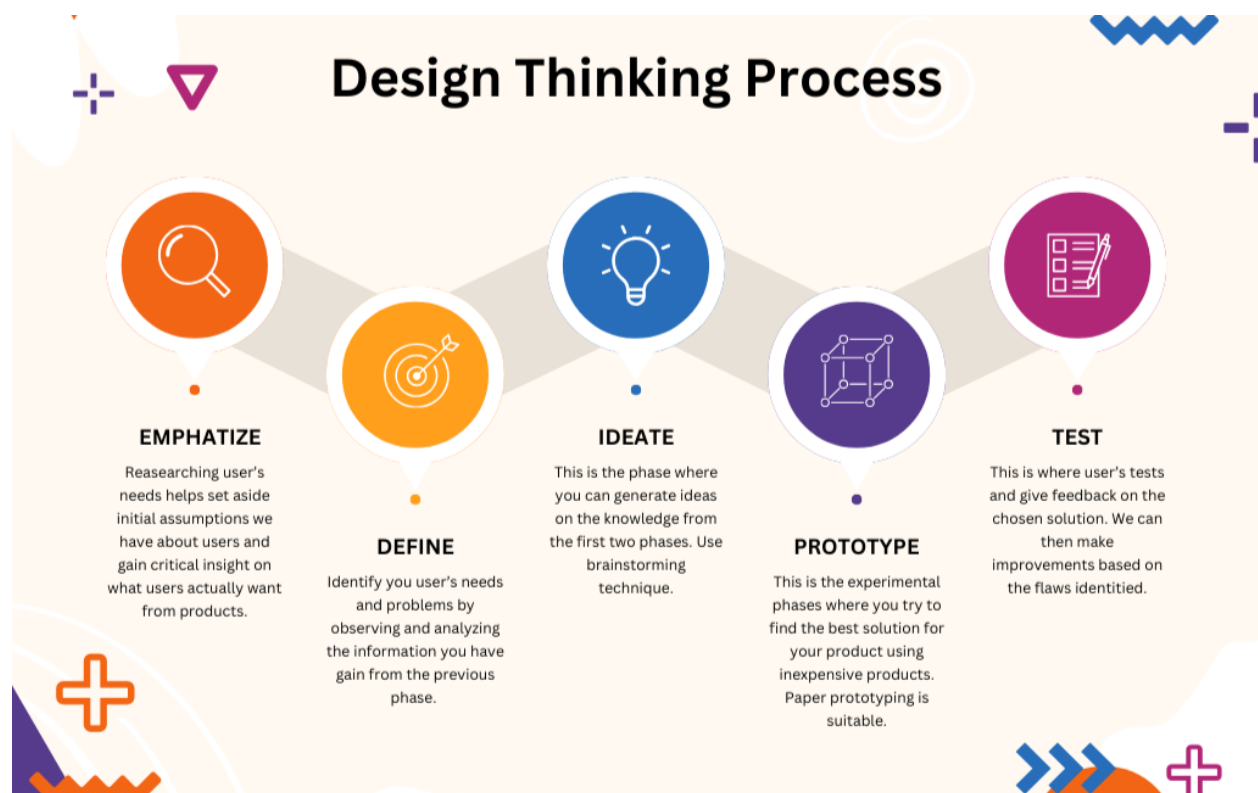 Design Thinking Process
EMPHATIZE
Reasearching user's
needs helps set aside
initial assumptions we
have about users and
gain critical insight on
what users actually want
from products.
DEFINE
Identify you user's needs
and problems by
observing and analyzing
the information you have
gain from the previous
phase.
IDEATE
This is the phase where
you can generate ideas
on the knowledge from
the first two phases. Use
brainstorming
technique.
PROTOTYPE
This is the experimental
phases where you try to
find the best solution for
your product using
inexpensive products.
Paper prototyping is
suitable.
TEST
This is where user's tests
and give feedback on the
chosen solution. We can
then make
improvements based on
the flaws identitied.